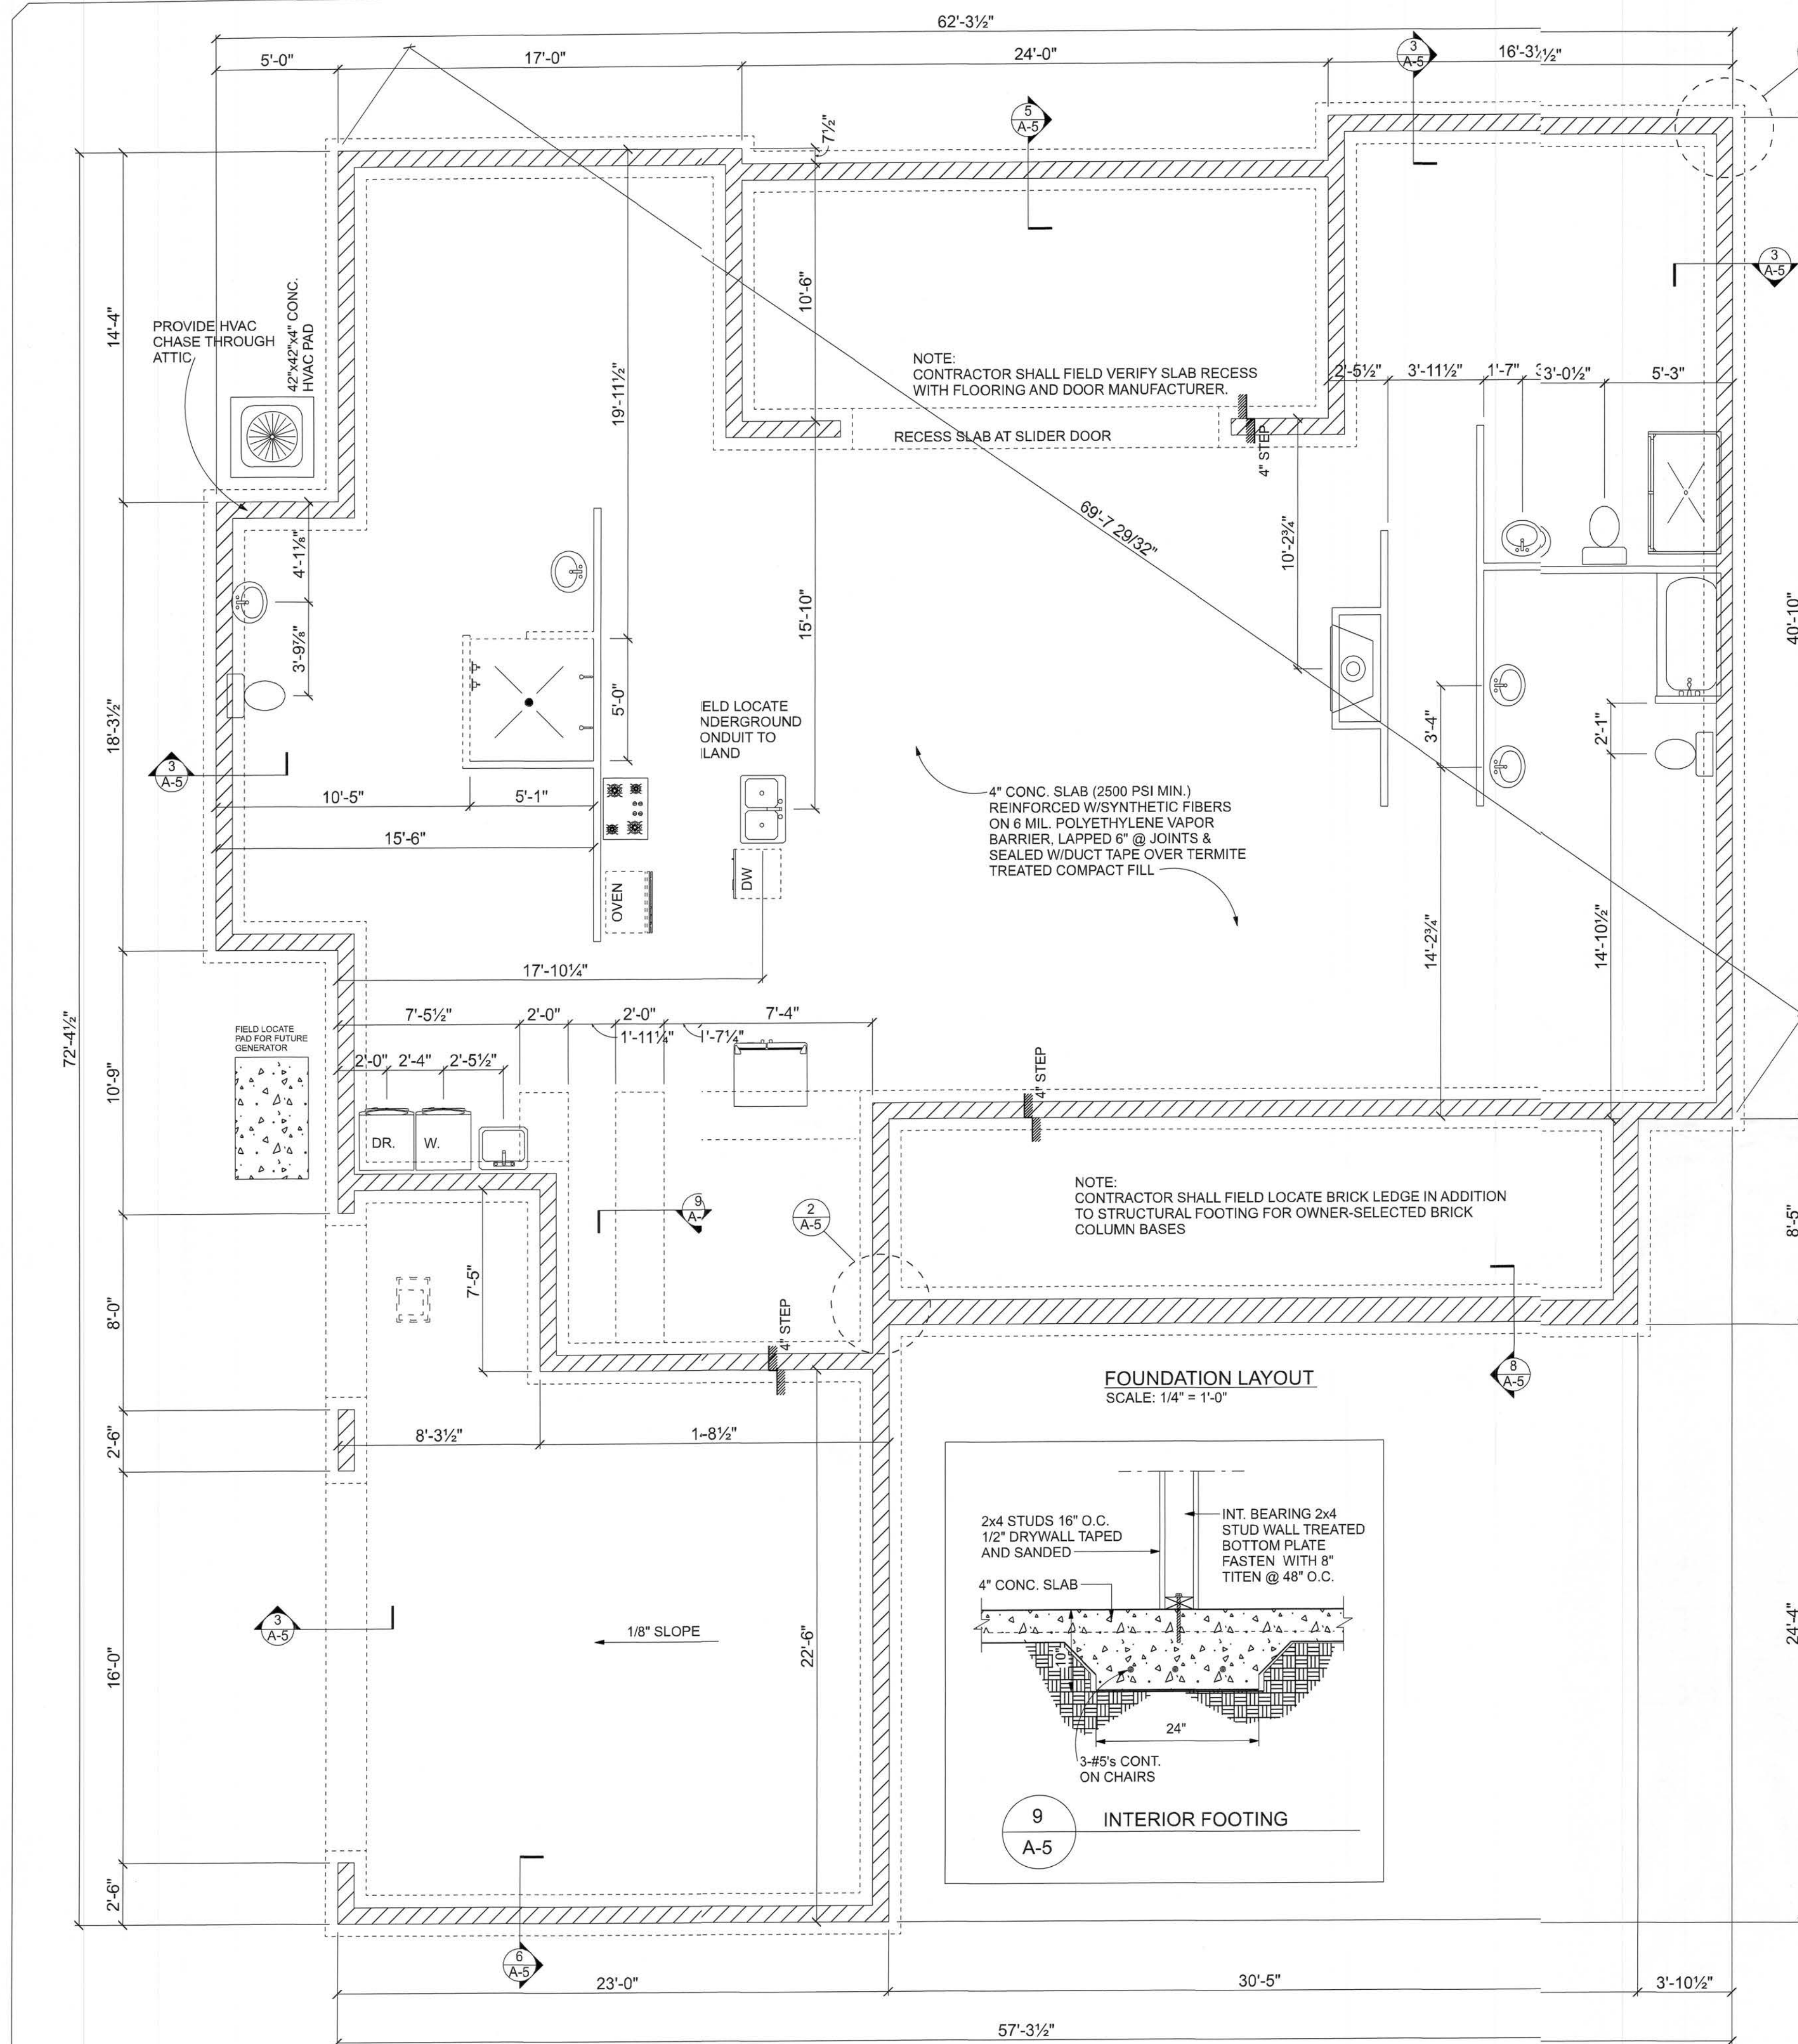 62'-3½"
5'-0"
17'-0"
24'-0"
16'-3½"
3
A-5
5
A-5
7½"
3
A-5
14'-4"
PROVIDE HVAC
CHASE THROUGH
ATTIC
42"x42"x4" CONC.
HVAC PAD
19'-11½"
10'-6"
NOTE:
CONTRACTOR SHALL FIELD VERIFY SLAB RECESS
WITH FLOORING AND DOOR MANUFACTURER.
RECESS SLAB AT SLIDER DOOR
4" STEP
2'-5½"
3'-11½"
1'-7"
3'-0½"
5'-3"
69'-7 29/32"
10'-2¾"
4'-1⅛"
3'-9⅞"
18'-3½"
15'-10"
40'-10"
5'-0"
3
A-5
ELD LOCATE
NDERGROUND
ONDUIT TO
LAND
3'-4"
2'-1"
10'-5"
5'-1"
15'-6"
OVEN
DW
4" CONC. SLAB (2500 PSI MIN.)
REINFORCED W/SYNTHETIC FIBERS
ON 6 MIL. POLYETHYLENE VAPOR
BARRIER, LAPPED 6" @ JOINTS &
SEALED W/DUCT TAPE OVER TERMITE
TREATED COMPACT FILL
14'-2¾"
14'-10½"
17'-10¼"
72'-4½"
FIELD LOCATE
PAD FOR FUTURE
GENERATOR
7'-5½"
2'-0"
2'-0"
7'-4"
1'-11¼"
1'-7¼"
2'-0"
2'-4"
2'-5½"
4" STEP
10'-9"
DR.
W.
NOTE:
CONTRACTOR SHALL FIELD LOCATE BRICK LEDGE IN ADDITION
TO STRUCTURAL FOOTING FOR OWNER-SELECTED BRICK
COLUMN BASES
9
A-
2
A-5
8'-5"
7'-5"
8'-0"
4" STEP
8
A-5
FOUNDATION LAYOUT
SCALE: 1/4" = 1'-0"
2'-6"
8'-3½"
1-8½"
2x4 STUDS 16" O.C.
1/2" DRYWALL TAPED
AND SANDED
4" CONC. SLAB
INT. BEARING 2x4
STUD WALL TREATED
BOTTOM PLATE
FASTEN WITH 8"
TITEN @ 48" O.C.
3
A-5
16'-0"
1/8" SLOPE
22'-6"
24'-4"
10"
24"
3-#5's CONT.
ON CHAIRS
9
A-5
INTERIOR FOOTING
2'-6"
6
A-5
23'-0"
30'-5"
3'-10½"
57'-3½"